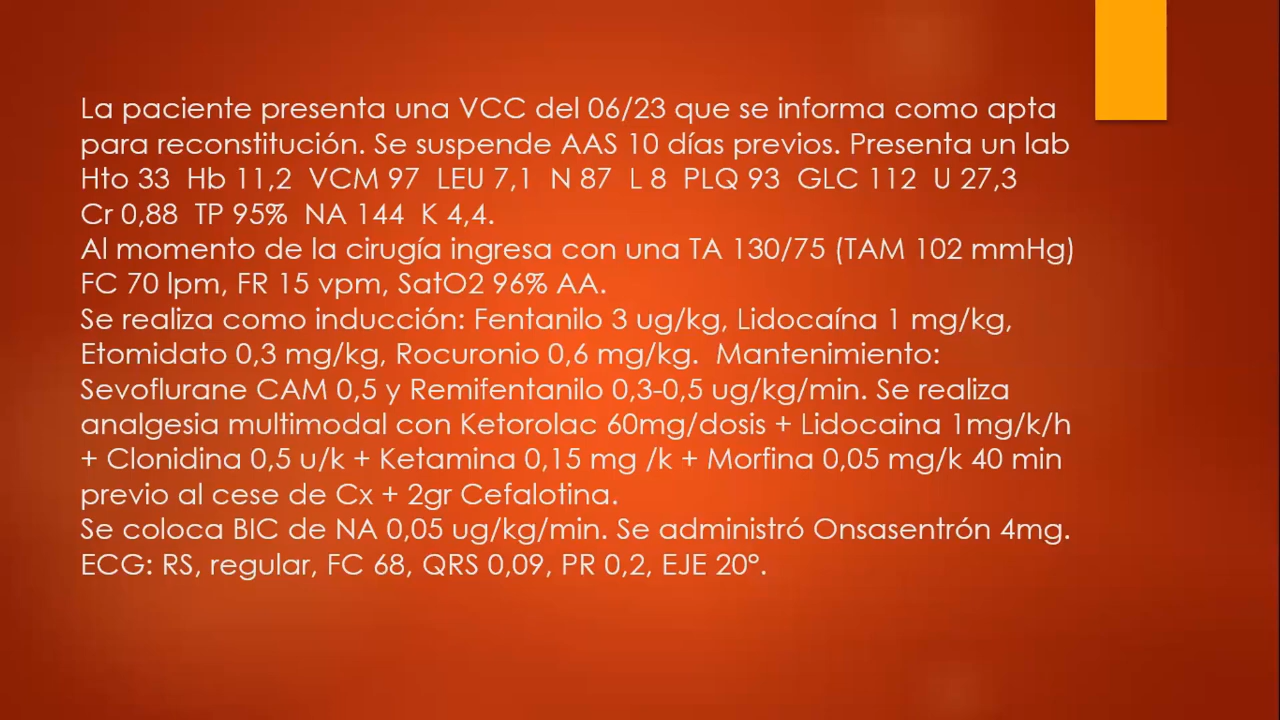 La paciente presenta una VCC del 06/23 que se informa como apta
para reconstitución. Se suspende AAS 10 días previos. Presenta un lab
Hto 33 Hb 11,2 VCM 97 LEU 7,1 N 87 L 8 PLQ 93 GLC 112 U 27,3
Cr 0,88 TP 95% NA 144 K 4,4.
Al momento de la cirugía ingresa con una TA 130/75 (TAM 102 mmHg)
FC 70 lpm, FR 15 vpm, SatO2 96% AA.
Se realiza como inducción: Fentanilo 3 ug/kg, Lidocaína 1 mg/kg,
Etomidato 0,3 mg/kg, Rocuronio 0,6 mg/kg. Mantenimiento:
Sevoflurane CAM 0,5 y Remifentanilo 0,3-0,5 ug/kg/min. Se realiza
analgesia multimodal con Ketorolac 60mg/dosis + Lidocaina 1mg/k/h
+ Clonidina 0,5 u/k + Ketamina 0,15 mg /k + Morfina 0,05 mg/k 40 min
previo al cese de Cx + 2gr Cefalotina.
Se coloca BIC de NA 0,05 ug/kg/min. Se administró Onsasentrón 4mg.
ECG: RS, regular, FC 68, QRS 0,09, PR 0,2, EJE 20°.